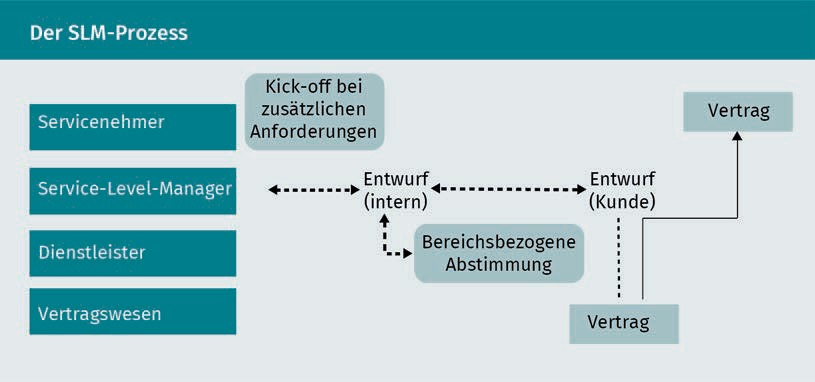 Der SLM-Prozess
Servicenehmer
Kick-off bei
zusätzlichen
Anforderungen
Vertrag
Service-Level-Manager
Entwurf
(intern)
Entwurf
(Kunde)
Dienstleister
Bereichsbezogene
Abstimmung
Vertragswesen
Vertrag